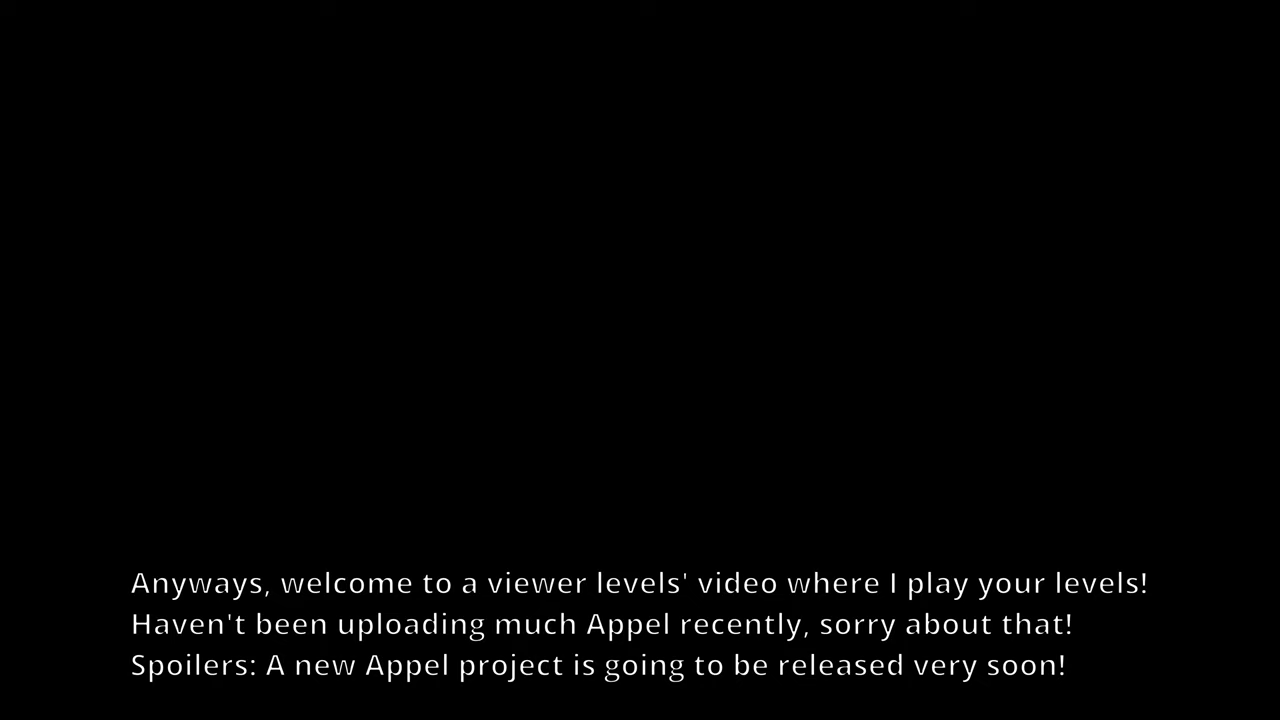 Anyways, welcome to a viewer levels' video where I play your levels!
Haven't been uploading much Appel recently, sorry about that!
Spoilers: A new Appel project is going to be released very soon!